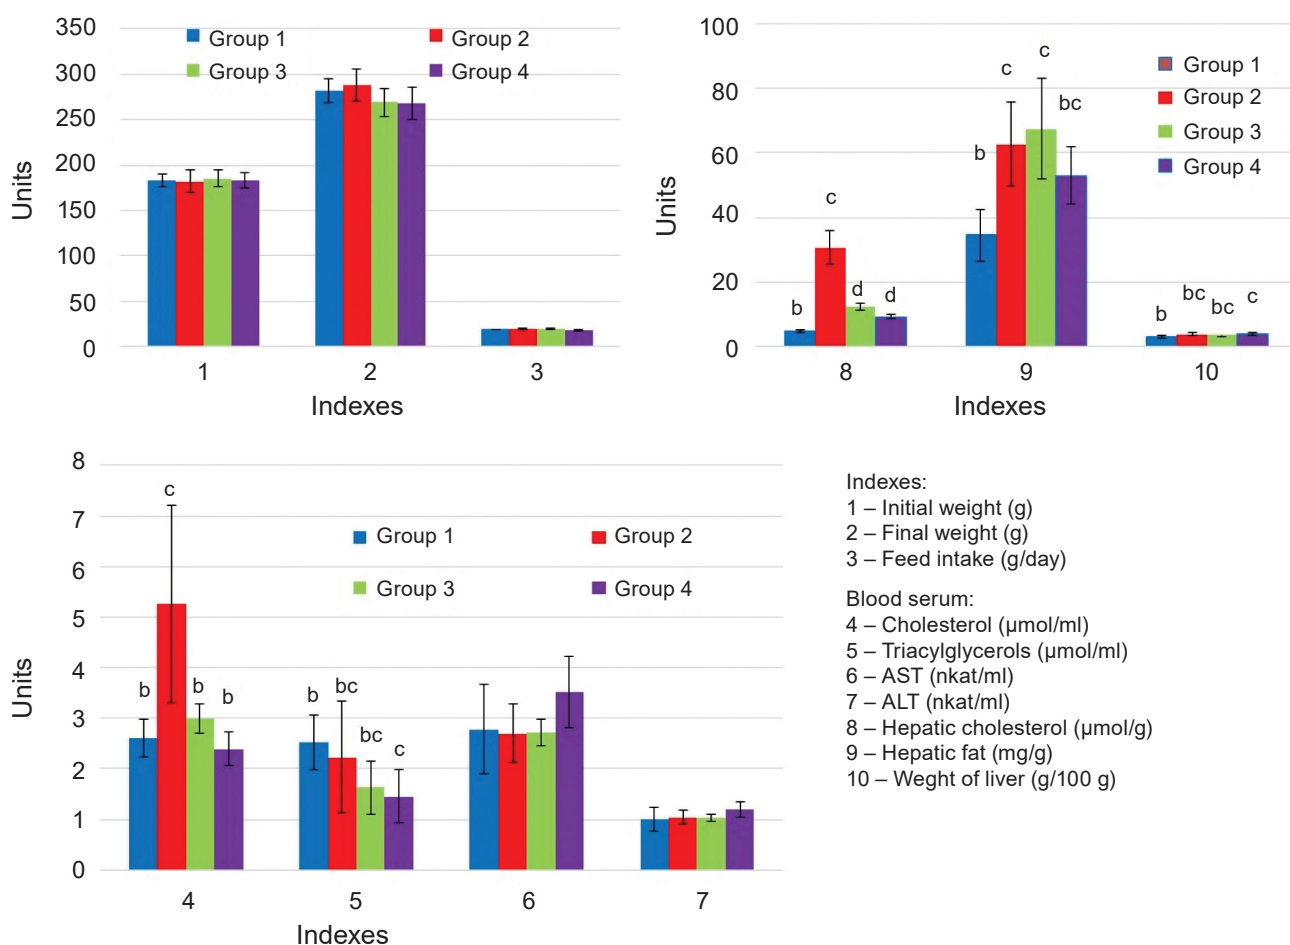 350
300
250
200
150
100
50
0
Units
Group 1
Group 2
Group 3
Group 4
1
2
3
Indexes
100
80
60
40
20
0
Units
Group 1
Group 2
Group 3
Group 4
b
c
d
d
b
c
c
bc
b
bc
bc
c
8
9
10
Indexes
8
7
6
5
4
3
2
1
0
Units
Group 1
Group 2
Group 3
Group 4
b
c
b
b
b
bc
bc
c
4
5
6
7
Indexes
Indexes:
1 – Initial weight (g)
2 – Final weight (g)
3 – Feed intake (g/day)
Blood serum:
4 – Cholesterol (µmol/ml)
5 – Triacylglycerols (µmol/ml)
6 – AST (nkat/ml)
7 – ALT (nkat/ml)
8 – Hepatic cholesterol (µmol/g)
9 – Hepatic fat (mg/g)
10 – Weght of liver (g/100 g)